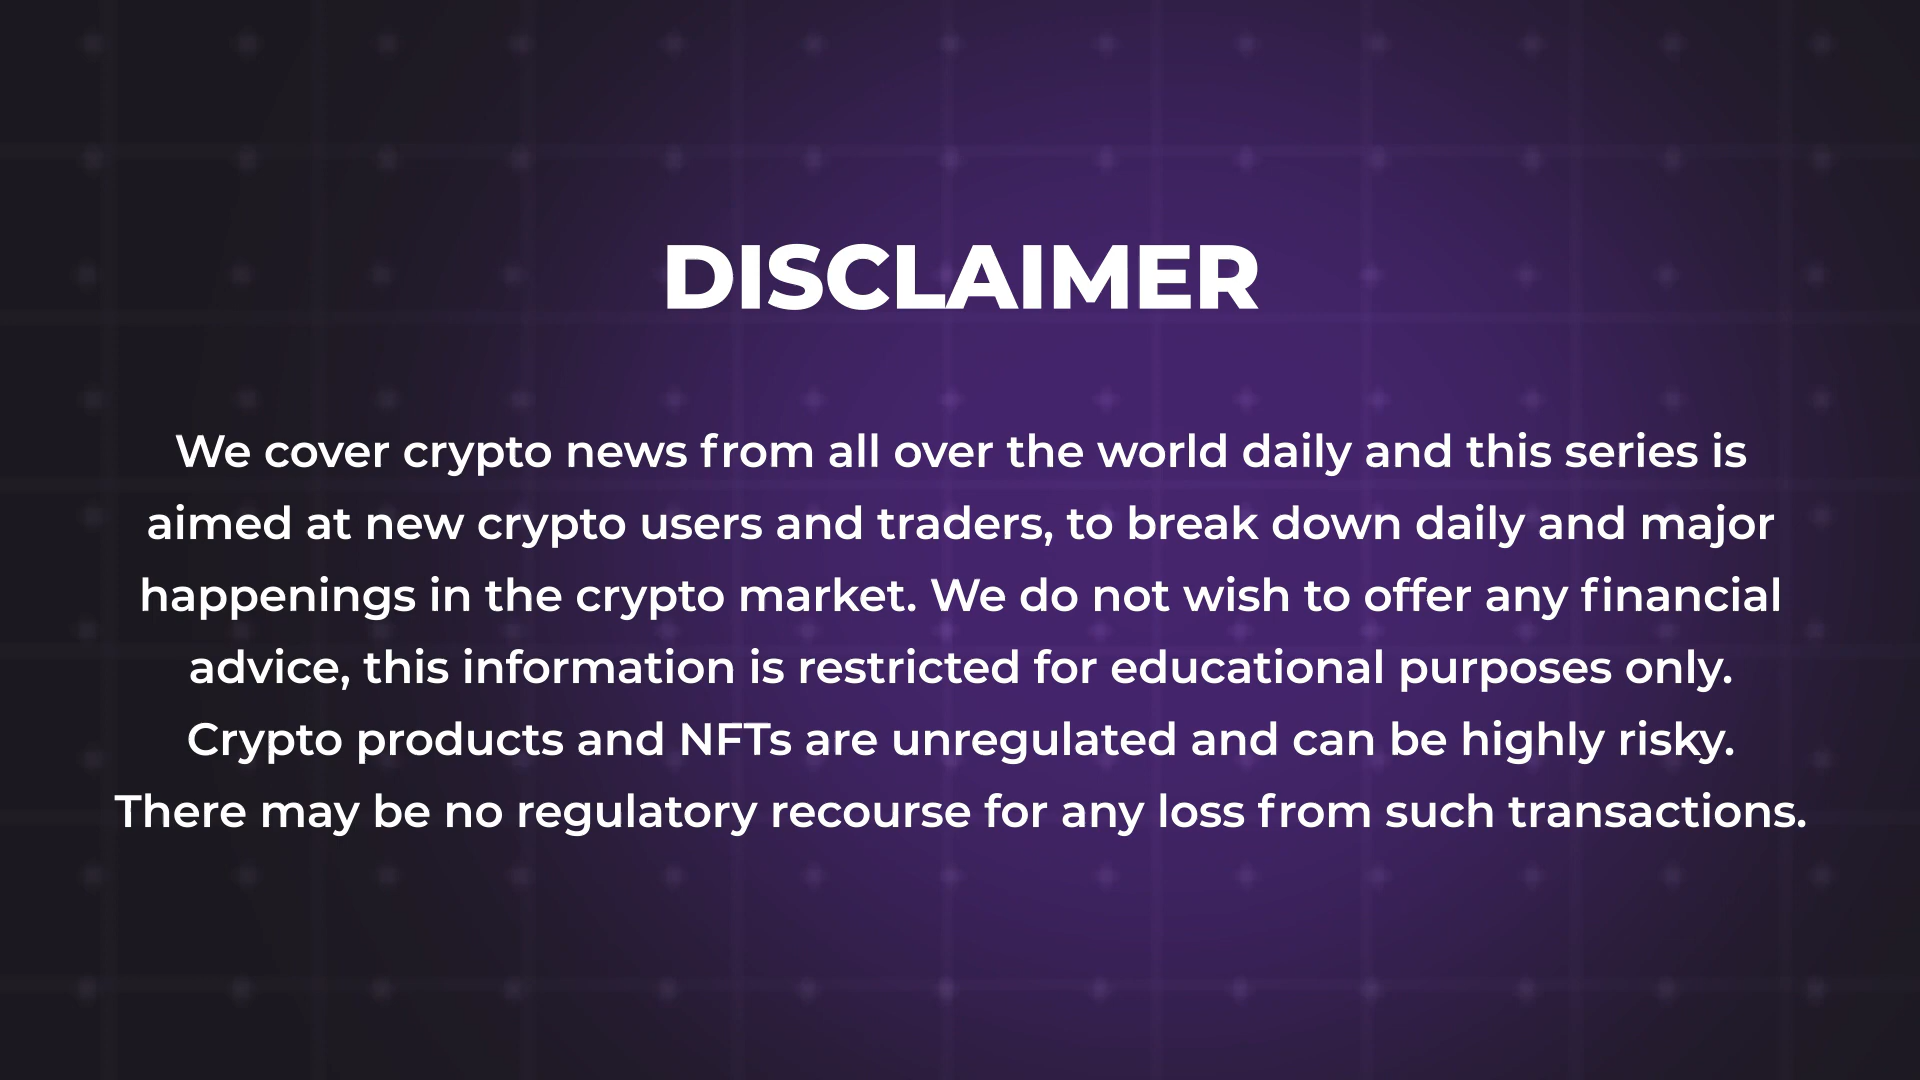 DISCLAIMER
We cover crypto news from all over the world daily and this series is
aimed at new crypto users and traders, to break down daily and major
happenings in the crypto market. We do not wish to offer any financial
advice, this information is restricted for educational purposes only.
Crypto products and NFTs are unregulated and can be highly risky.
There may be no regulatory recourse for any loss from such transactions.